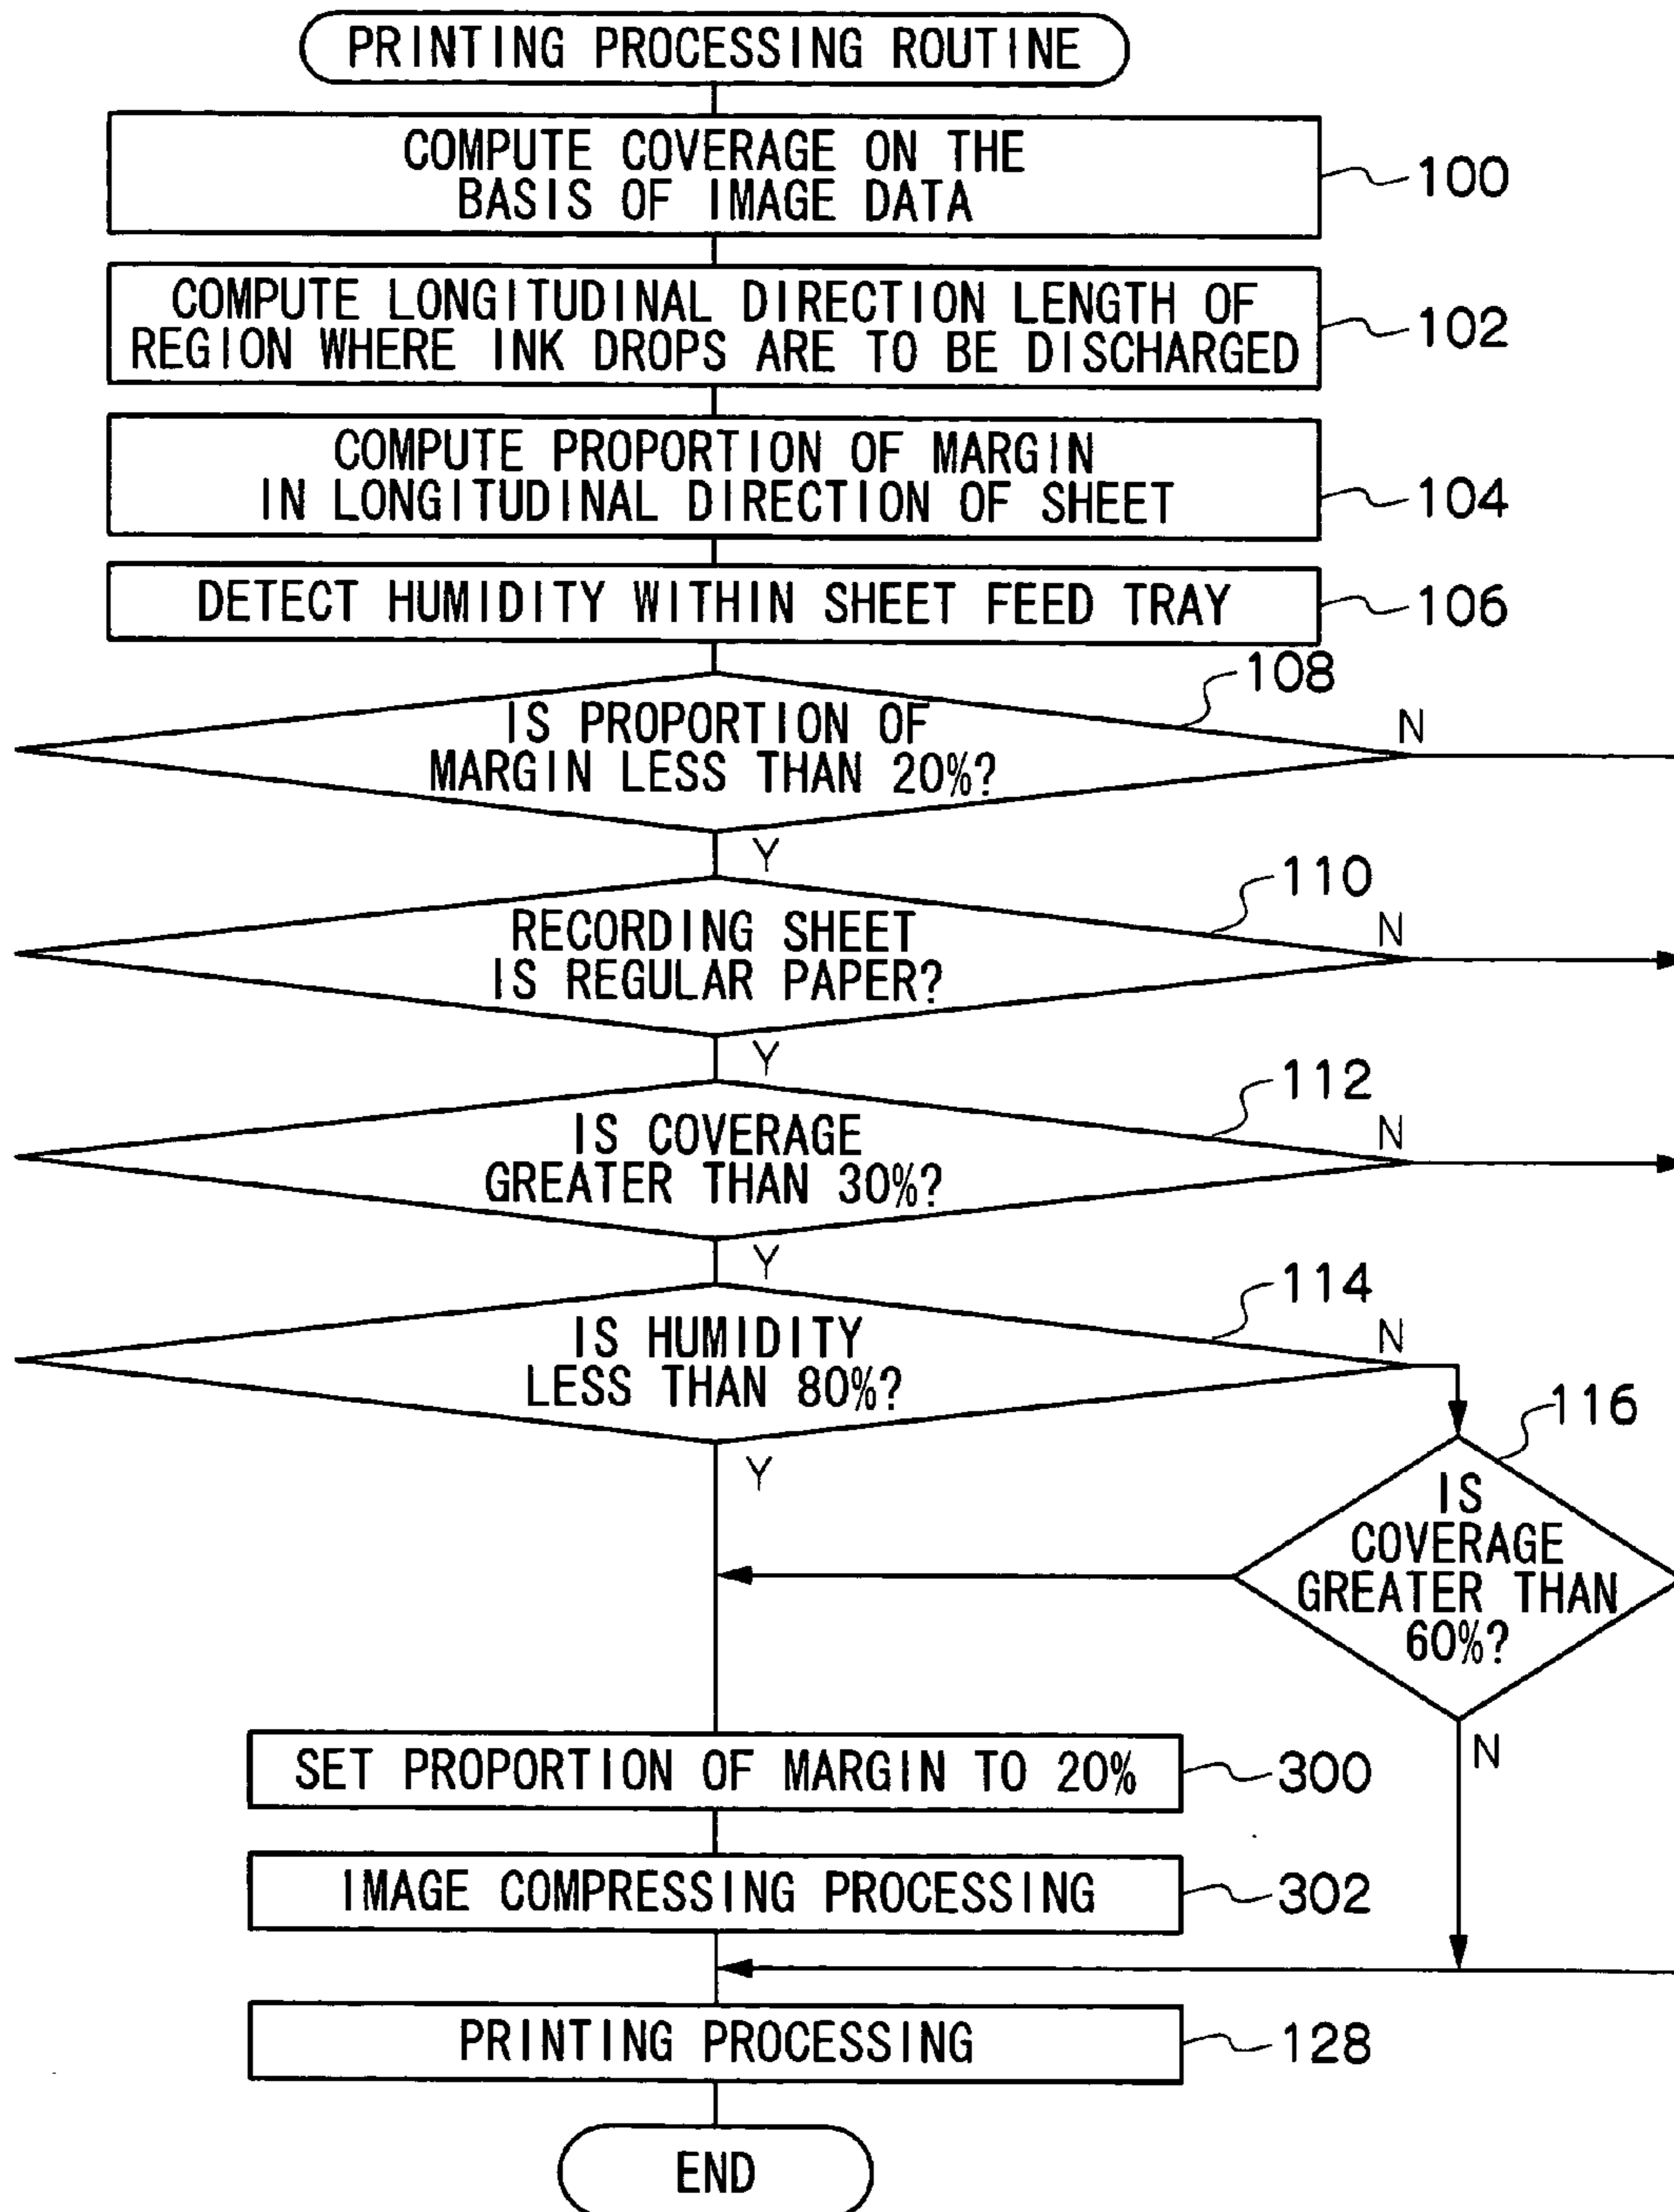 PRINTING PROCESSING ROUTINE
COMPUTE COVERAGE ON THE
BASIS OF IMAGE DATA
100
COMPUTE LONGITUDINAL DIRECTION LENGTH OF
REGION WHERE INK DROPS ARE TO BE DISCHARGED
102
COMPUTE PROPORTION OF MARGIN
IN LONGITUDINAL DIRECTION OF SHEET
104
DETECT HUMIDITY WITHIN SHEET FEED TRAY
106
108
IS PROPORTION OF
MARGIN LESS THAN 20%?
N
Y
110
RECORDING SHEET
IS REGULAR PAPER?
N
Y
112
IS COVERAGE
GREATER THAN 30%?
N
Y
114
IS HUMIDITY
LESS THAN 80%?
N
Y
116
IS
COVERAGE
GREATER THAN
60%?
N
SET PROPORTION OF MARGIN TO 20%
300
IMAGE COMPRESSING PROCESSING
302
PRINTING PROCESSING
128
END